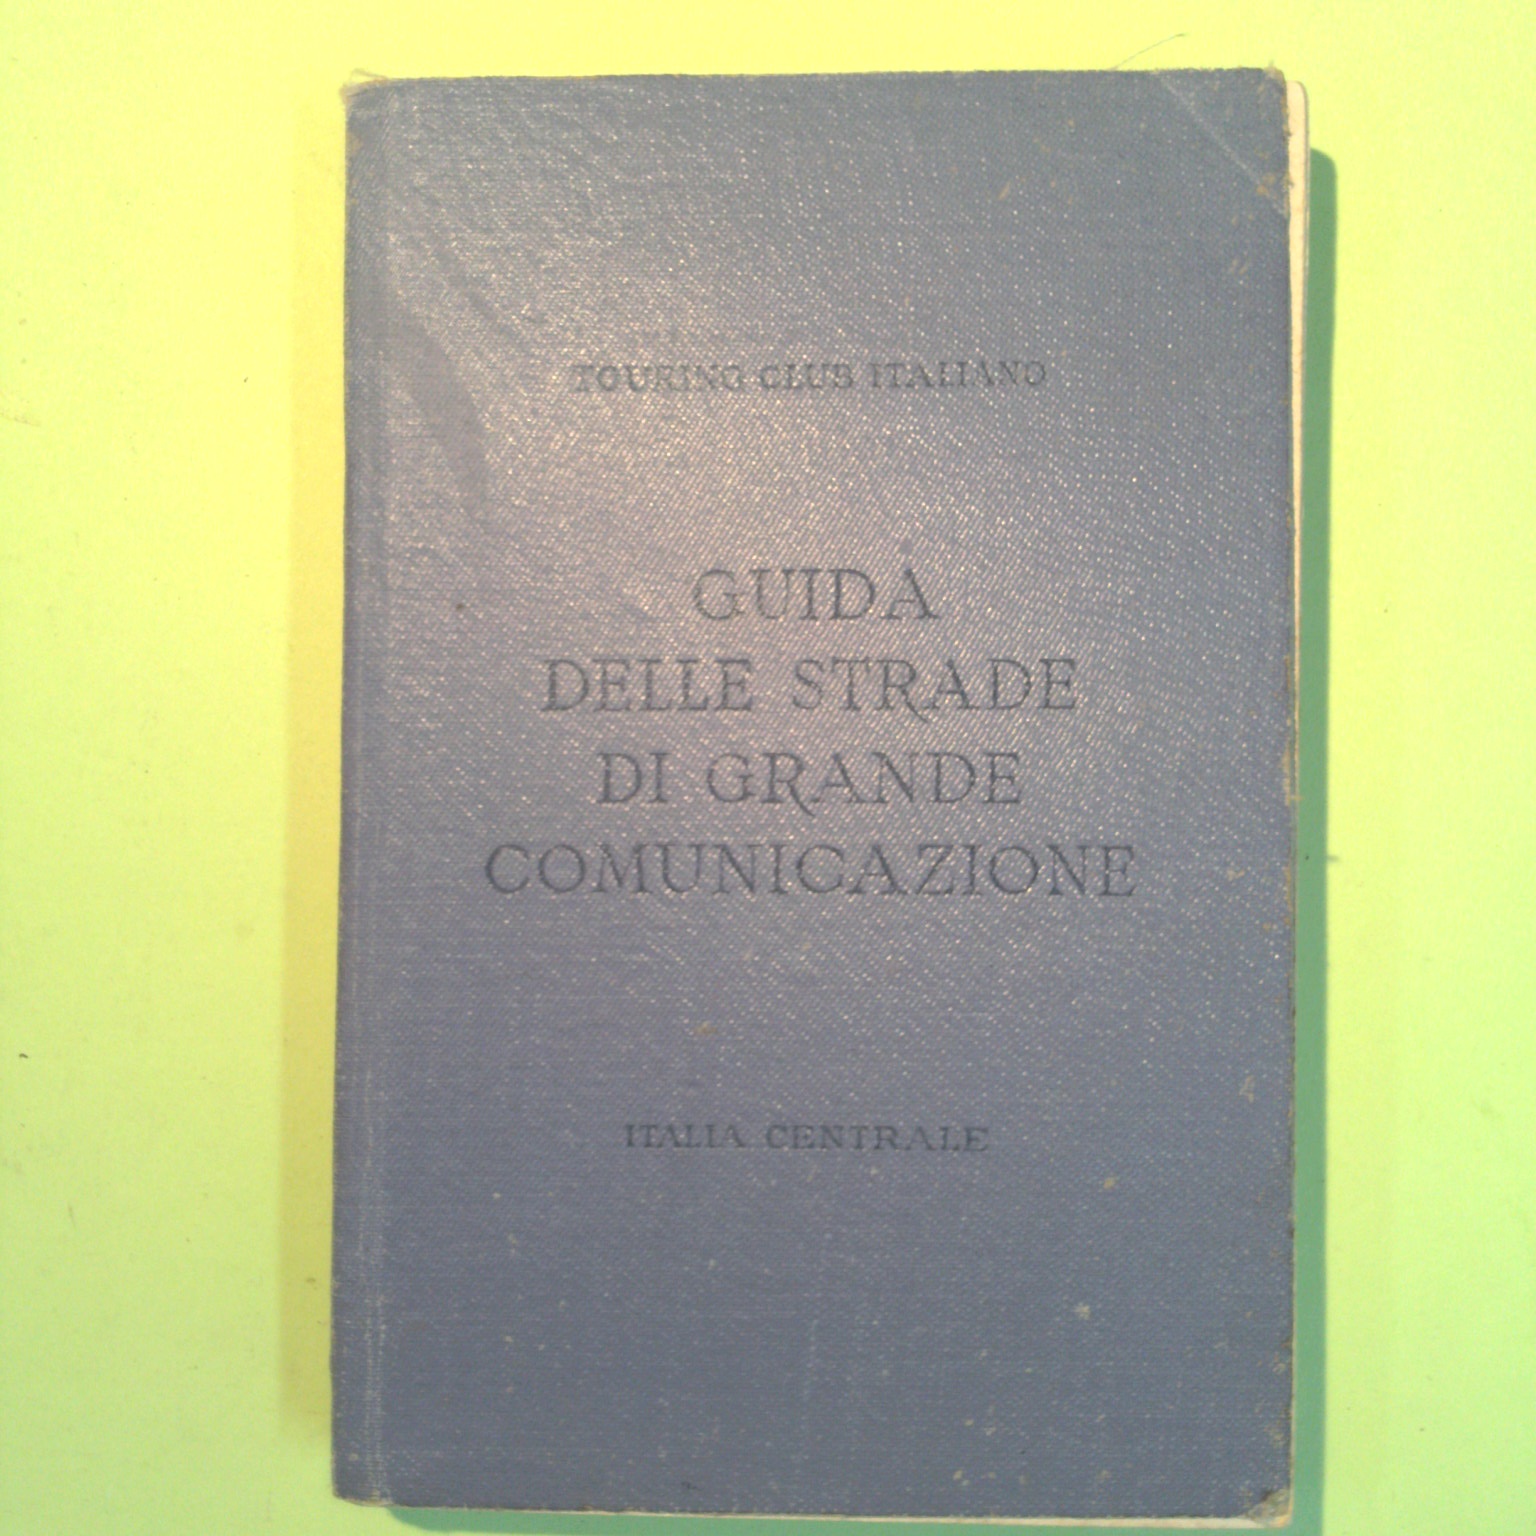 TOURING CLUB ITALIANO
GUIDA
DELLE STRADE
DI GRANDE
COMUNICAZIONE
ITALIA CENTRALE